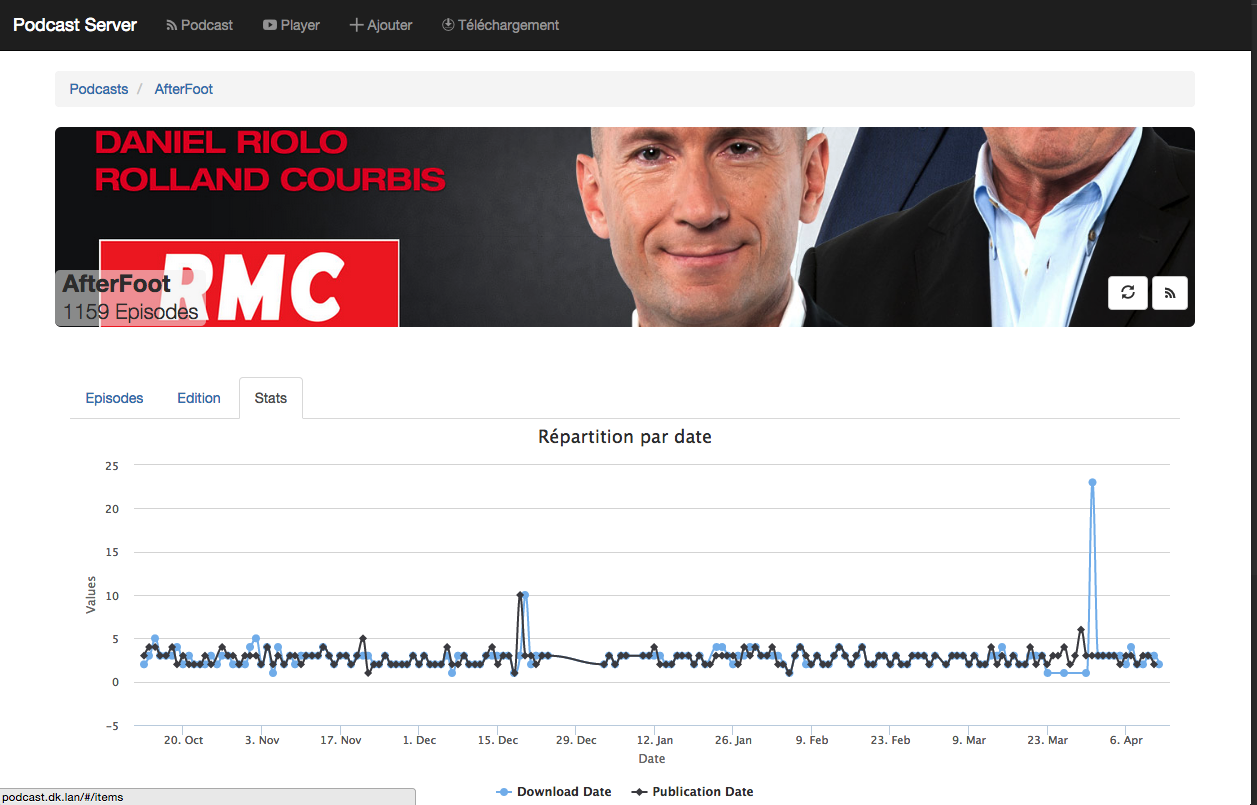 Podcast Server Podcast Player Ajouter Téléchargement
Podcasts / AfterFoot
DANIEL RIOLO
ROLLAND COURBIS
RMC
AfterFoot
1159 Episodes
Episodes Edition Stats
Répartition par date
25
20
15
10
5
0
-5
Values
20. Oct 3. Nov 17. Nov 1. Dec 15. Dec 29. Dec 12. Jan 26. Jan 9. Feb 23. Feb 9. Mar 23. Mar 6. Apr
Date
Download Date Publication Date
podcast.dk.lan/#/items